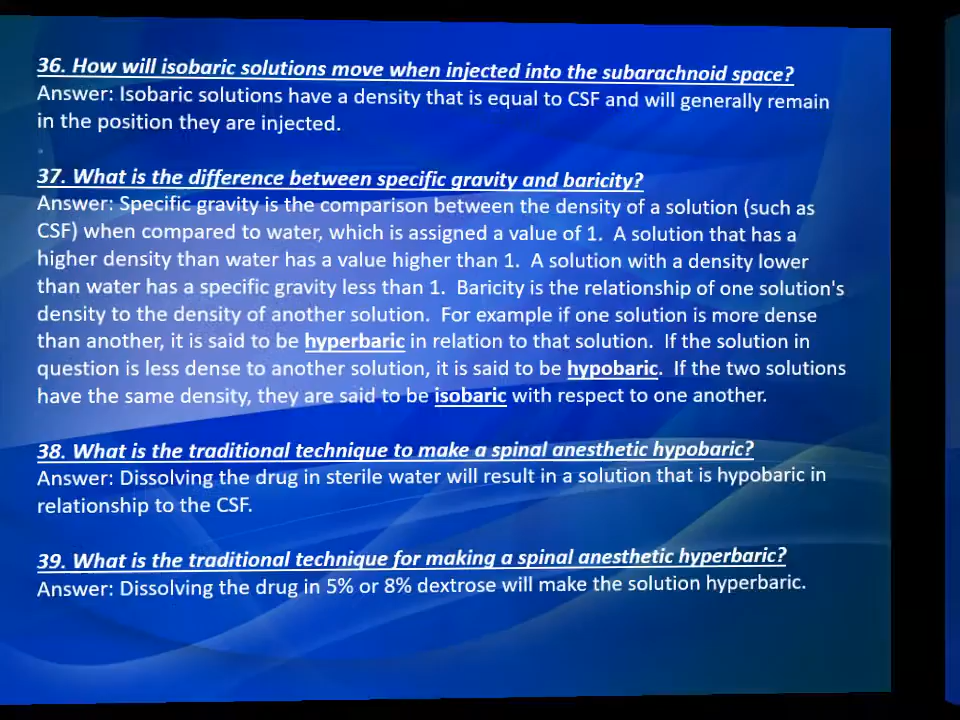 36. How will isobaric solutions move when injected into the subarachnoid space?
Answer: Isobaric solutions have a density that is equal to CSF and will generally remain
in the position they are injected.
37. What is the difference between specific gravity and baricity?
Answer: Specific gravity is the comparison between the density of a solution (such as
CSF) when compared to water, which is assigned a value of 1. A solution that has a
higher density than water has a value higher than 1. A solution with a density lower
than water has a specific gravity less than 1. Baricity is the relationship of one solution's
density to the density of another solution. For example if one solution is more dense
than another, it is said to be hyperbaric in relation to that solution. If the solution in
question is less dense to another solution, it is said to be hypobaric. If the two solutions
have the same density, they are said to be isobaric with respect to one another.
38. What is the traditional technique to make a spinal anesthetic hypobaric?
Answer: Dissolving the drug in sterile water will result in a solution that is hypobaric in
relationship to the CSF.
39. What is the traditional technique for making a spinal anesthetic hyperbaric?
Answer: Dissolving the drug in 5% or 8% dextrose will make the solution hyperbaric.